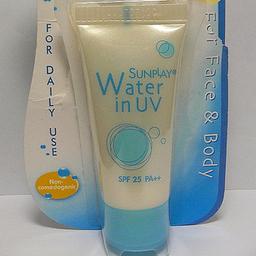 FOR DAILY USE
Non-
comedogenic
SUNPLAY®
Water
in UV
SPF 25 PA++
For Face & Body